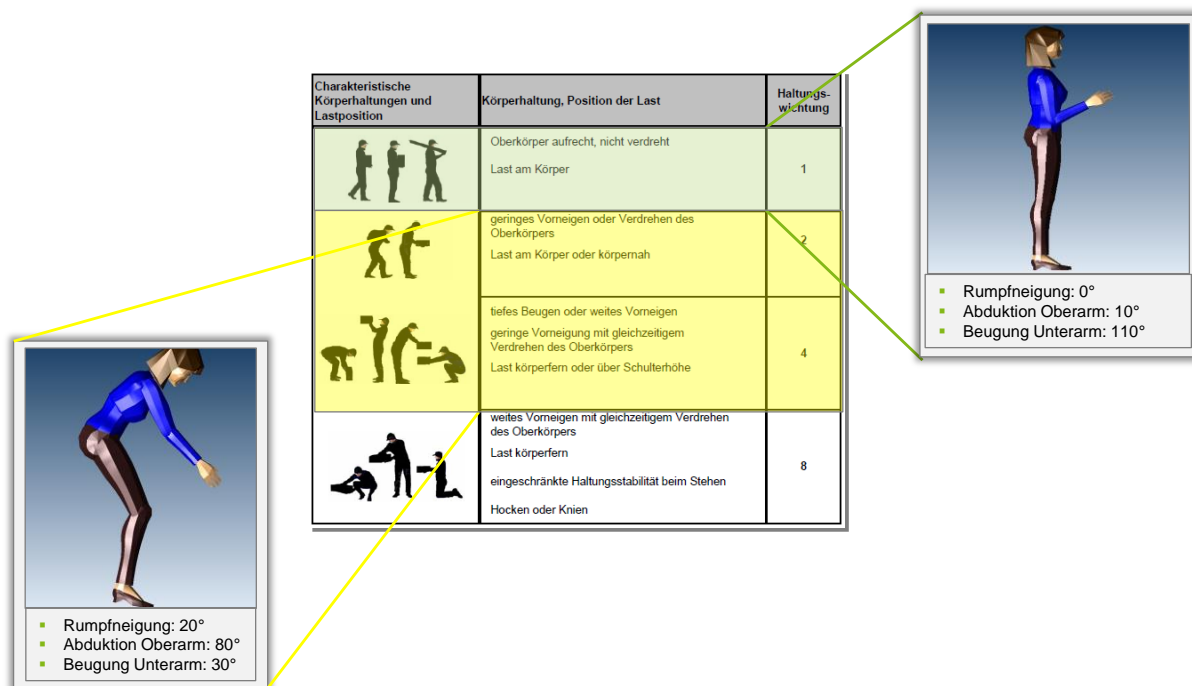 Charakteristische
Körperhaltungen und
Lastposition
Körperhaltung, Position der Last
Haltungs-
wichtung
Oberkörper aufrecht, nicht verdreht
Last am Körper
1
geringes Vorneigen oder Verdrehen des
Oberkörpers
Last am Körper oder körpernah
2
tiefes Beugen oder weites Vorneigen
geringe Vorneigung mit gleichzeitigem
Verdrehen des Oberkörpers
Last körperfern oder über Schulterhöhe
4
weites Vorneigen mit gleichzeitigem Verdrehen
des Oberkörpers
Last körperfern
eingeschränkte Haltungsstabilität beim Stehen
Hocken oder Knien
8
Rumpfneigung: 0°
Abduktion Oberarm: 10°
Beugung Unterarm: 110°
Rumpfneigung: 20°
Abduktion Oberarm: 80°
Beugung Unterarm: 30°